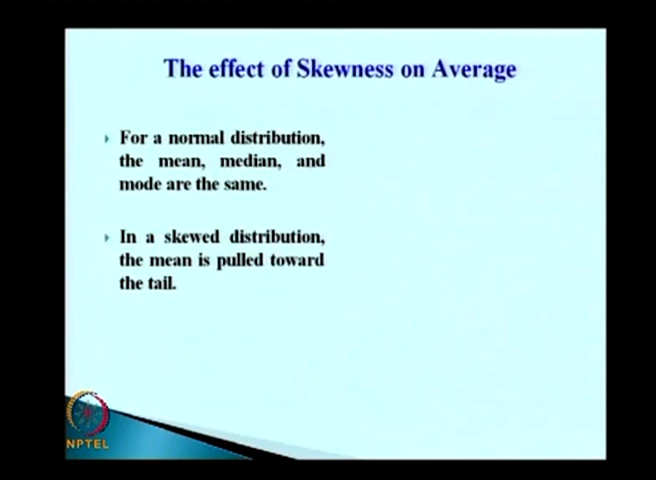 The effect of Skewness on Average
For a normal distribution,
the mean, median, and
mode are the same.
In a skewed distribution,
the mean is pulled toward
the tail.
NPTEL